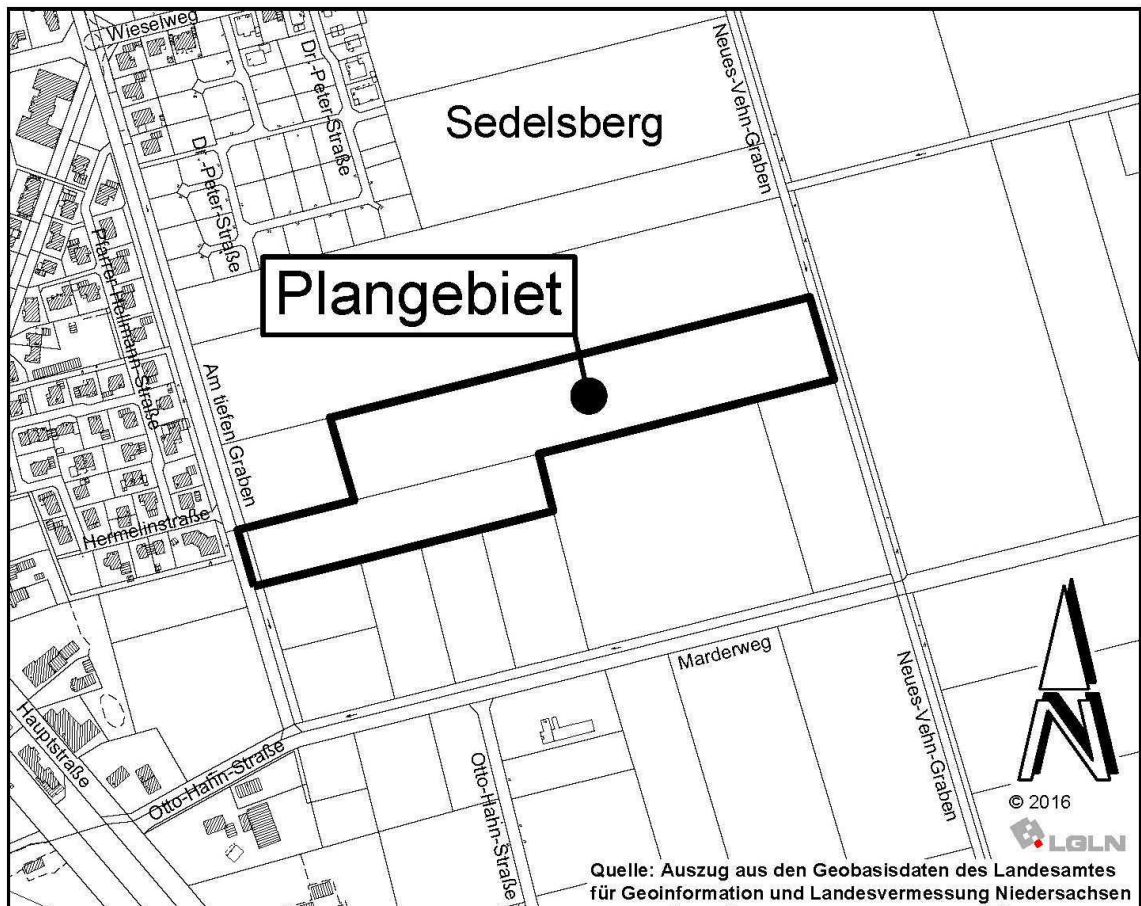 Wieselweg
Dr.-Peter-Straße
Neues-Vehn-Graben
Sedelsberg
Dr.-Peter-Straße
Pfarrer-Hellmann-Straße
Plangebiet
Am tiefen Graben
Hermelinstraße
Marderweg
Neues-Vehn-Graben
Hauptstraße
Otto-Hahn-Straße
Otto-Hahn-Straße
N
© 2016
LGLN
Quelle: Auszug aus den Geobasisdaten des Landesamtes
für Geoinformation und Landesvermessung Niedersachsen